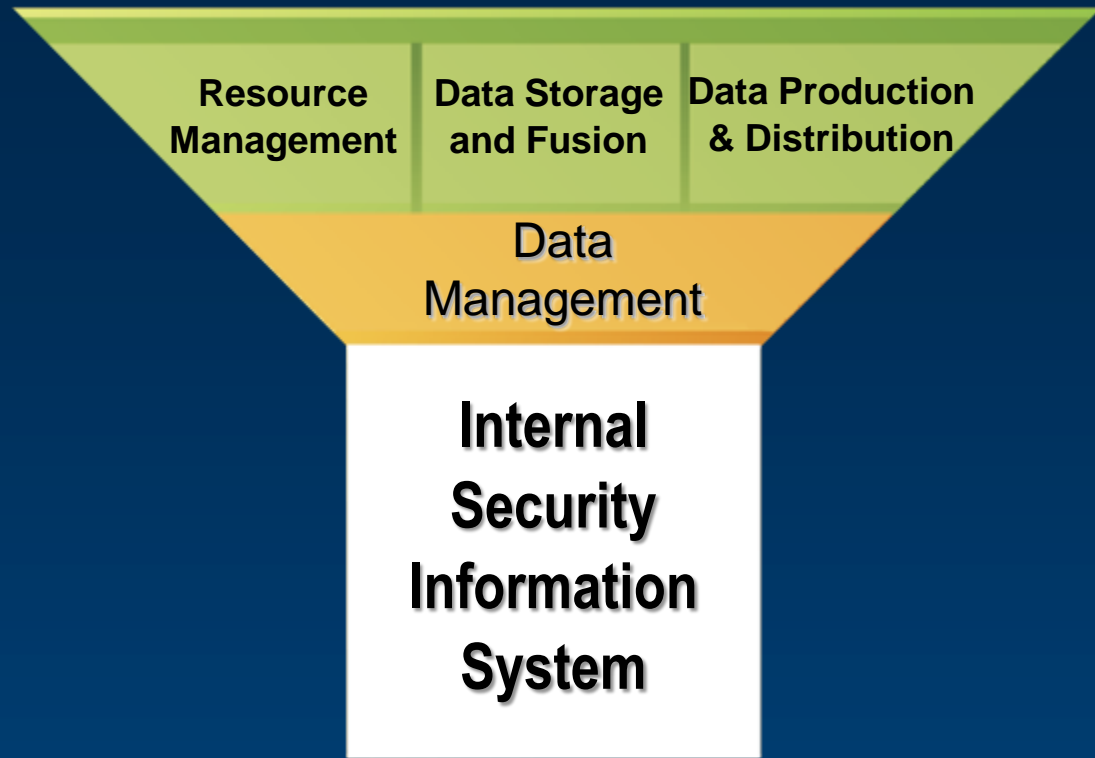 Resource
Management
Data Storage
and Fusion
Data Production
& Distribution
Data
Management
Internal
Security
Information
System